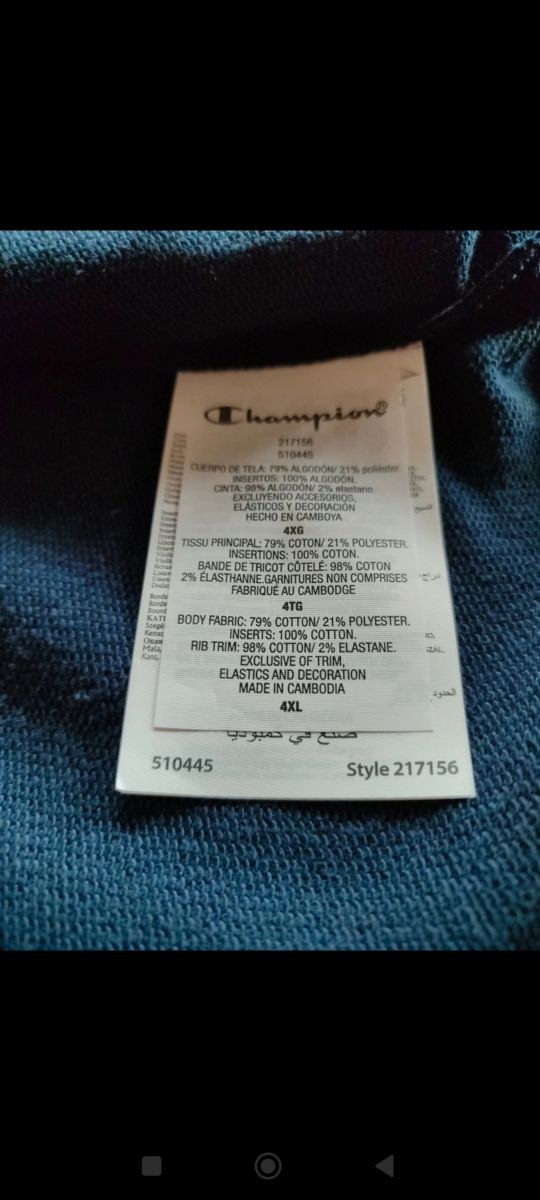 Champion®
217156
510445
CUERPO DE TELA: 79% ALGODÓN/ 21% poliéster.
INSERTOS: 100% ALGODÓN.
CINTA: 98% ALGODÓN/ 2% elastano.
EXCLUYENDO ACCESORIOS,
ELÁSTICOS Y DECORACIÓN
HECHO EN CAMBOYA
4XG
TISSU PRINCIPAL: 79% COTON/ 21% POLYESTER.
INSERTIONS: 100% COTON.
BANDE DE TRICOT CÔTELÉ: 98% COTON
2% ÉLASTHANNE.GARNITURES NON COMPRISES
FABRIQUÉ AU CAMBODGE
4TG
BODY FABRIC: 79% COTTON/ 21% POLYESTER.
INSERTS: 100% COTTON.
RIB TRIM: 98% COTTON/ 2% ELASTANE.
EXCLUSIVE OF TRIM,
ELASTICS AND DECORATION
MADE IN CAMBODIA
4XL
صنع في كمبوديا
510445
Style 217156